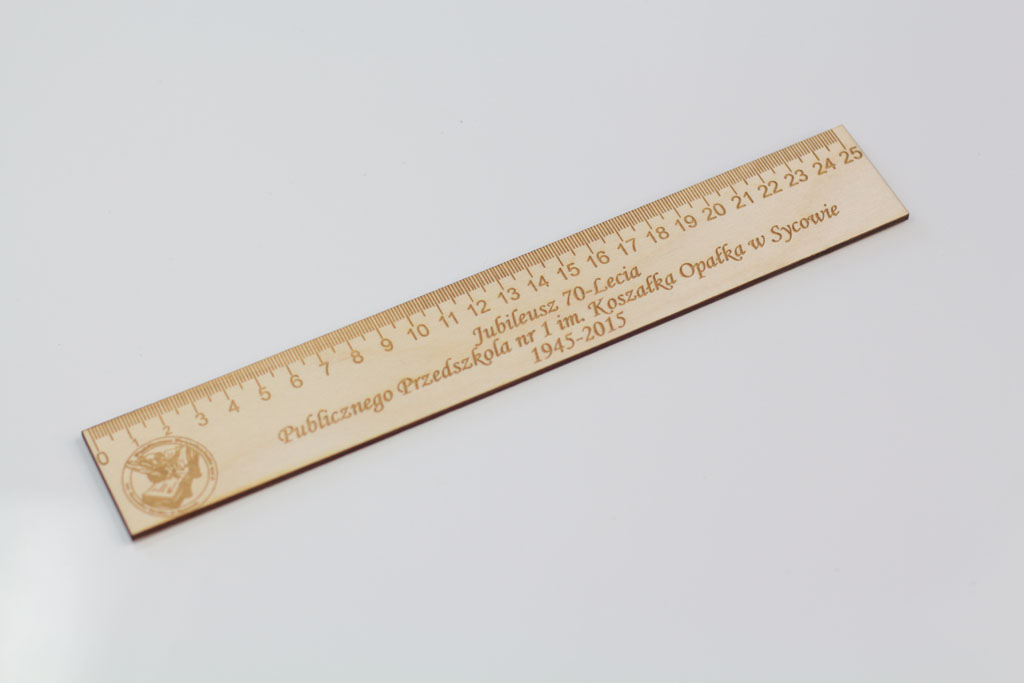 0 1 2 3 4 5 6 7 8 9 10 11 12 13 14 15 16 17 18 19 20 21 22 23 24 25
Jubileusz 70-Lecia
Publicznego Przedszkola nr 1 im. Koszałka Opałka w Sycowie
1945-2015